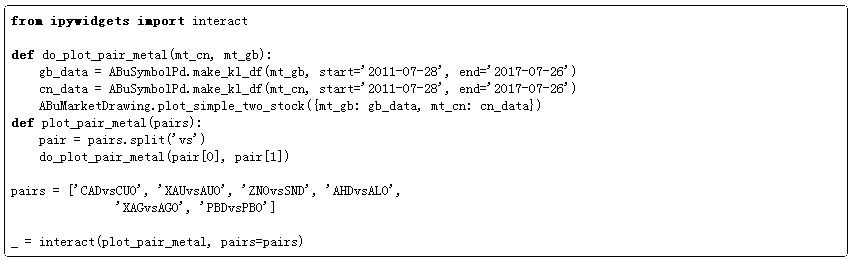 from ipywidgets import interact
def do_plot_pair_metal(mt_cn, mt_gb):
    gb_data = ABuSymbolPd.make_kl_df(mt_gb, start='2011-07-28', end='2017-07-26')
    cn_data = ABuSymbolPd.make_kl_df(mt_cn, start='2011-07-28', end='2017-07-26')
    ABuMarketDrawing.plot_simple_two_stock({mt_gb: gb_data, mt_cn: cn_data})
def plot_pair_metal(pairs):
    pair = pairs.split('vs')
    do_plot_pair_metal(pair[0], pair[1])
pairs = ['CADvsCU0', 'XAUvsAU0', 'ZN0vsSND', 'AHDvsAL0',
         'XAGvsAG0', 'PBDvsPB0']
_ = interact(plot_pair_metal, pairs=pairs)